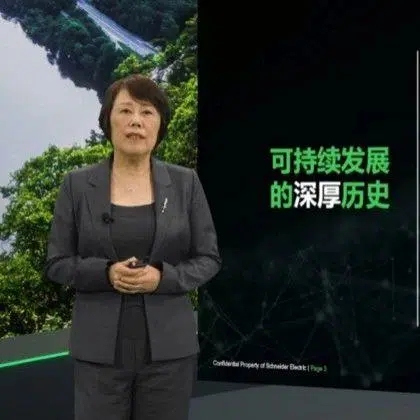 可持续发展
的深厚历史
Confidential Property of Schneider Electric | Page 3